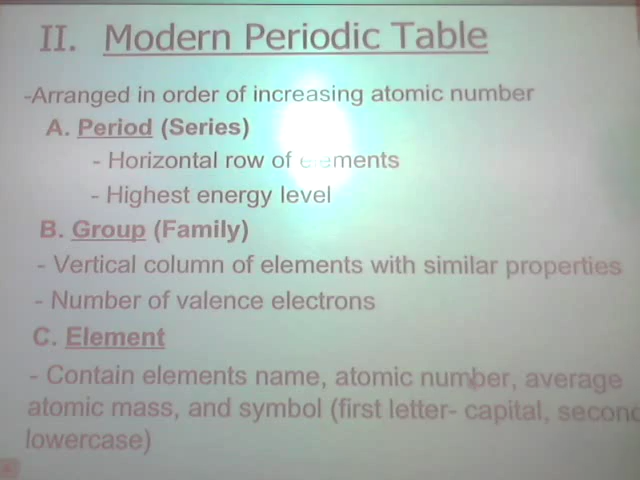 II. Modern Periodic Table
-Arranged in order of increasing atomic number
A. Period (Series)
- Horizontal row of elements
- Highest energy level
B. Group (Family)
- Vertical column of elements with similar properties
- Number of valence electrons
C. Element
- Contain elements name, atomic number, average
atomic mass, and symbol (first letter- capital, second
lowercase)